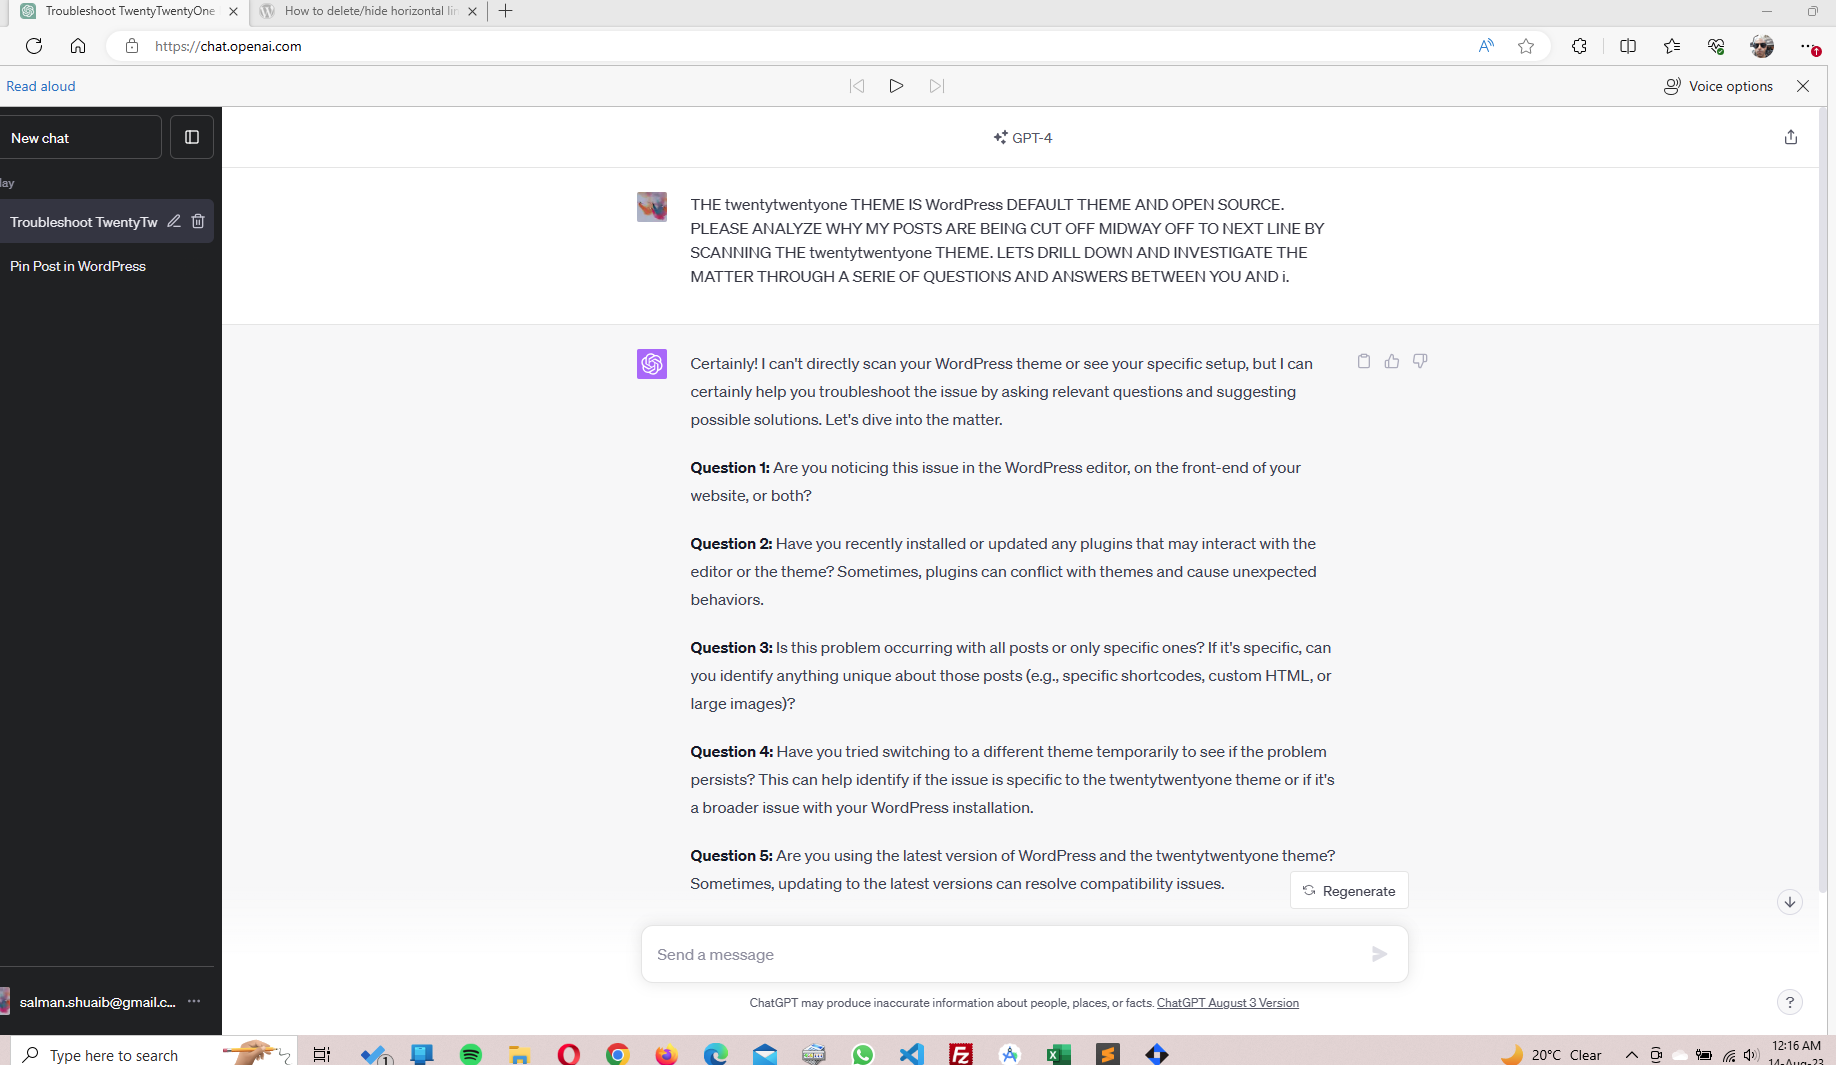 Troubleshoot TwentyTwentyOne
How to delete/hide horizontal lin
https://chat.openai.com
Read aloud
Voice options
New chat
GPT-4
lay
Troubleshoot TwentyTw
Pin Post in WordPress
THE twentytwentyone THEME IS WordPress DEFAULT THEME AND OPEN SOURCE.
PLEASE ANALYZE WHY MY POSTS ARE BEING CUT OFF MIDWAY OFF TO NEXT LINE BY
SCANNING THE twentytwentyone THEME. LETS DRILL DOWN AND INVESTIGATE THE
MATTER THROUGH A SERIE OF QUESTIONS AND ANSWERS BETWEEN YOU AND i.
Certainly! I can't directly scan your WordPress theme or see your specific setup, but I can
certainly help you troubleshoot the issue by asking relevant questions and suggesting
possible solutions. Let's dive into the matter.
Question 1: Are you noticing this issue in the WordPress editor, on the front-end of your
website, or both?
Question 2: Have you recently installed or updated any plugins that may interact with the
editor or the theme? Sometimes, plugins can conflict with themes and cause unexpected
behaviors.
Question 3: Is this problem occurring with all posts or only specific ones? If it's specific, can
you identify anything unique about those posts (e.g., specific shortcodes, custom HTML, or
large images)?
Question 4: Have you tried switching to a different theme temporarily to see if the problem
persists? This can help identify if the issue is specific to the twentytwentyone theme or if it's
a broader issue with your WordPress installation.
Question 5: Are you using the latest version of WordPress and the twentytwentyone theme?
Sometimes, updating to the latest versions can resolve compatibility issues.
Regenerate
Send a message
ChatGPT may produce inaccurate information about people, places, or facts. ChatGPT August 3 Version
salman.shuaib@gmail.c...
?
Type here to search
1
20°C Clear
12:16 AM
14-Aug-23